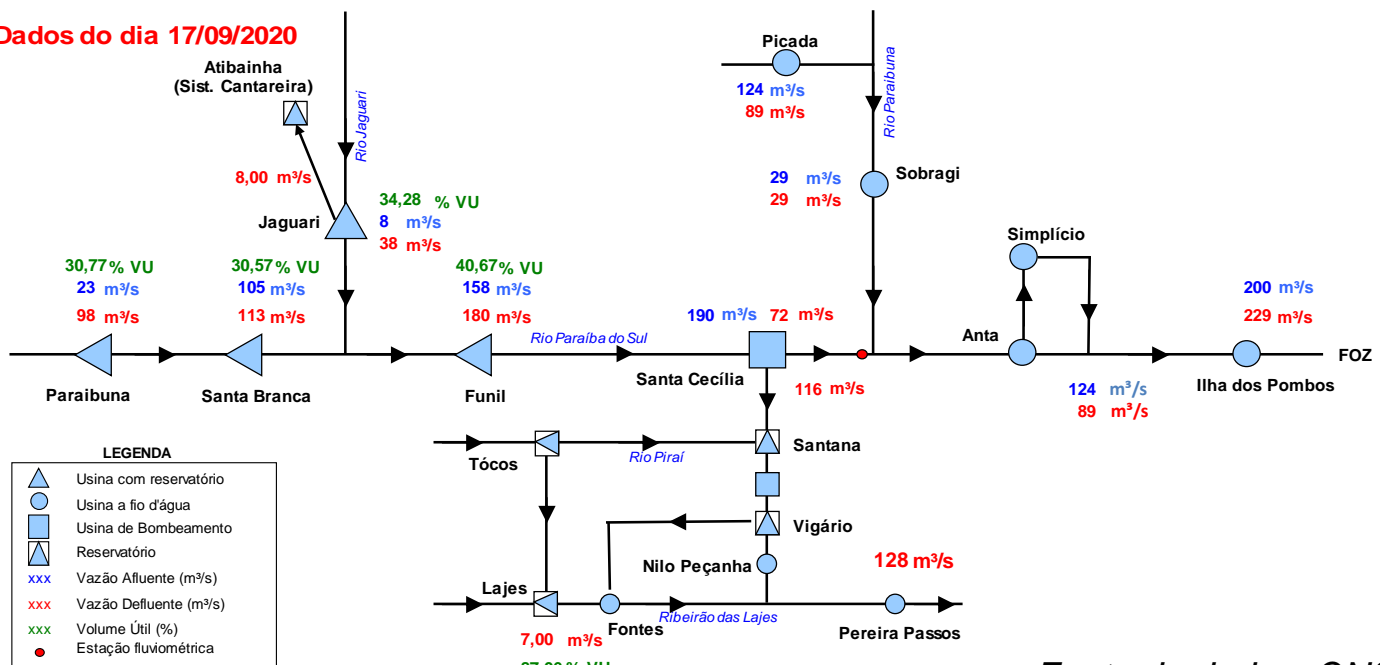 Dados do dia 17/09/2020
Atibainha
(Sist. Cantareira)
Rio Jaguari
8,00 m³/s
Jaguari
34,28 % VU
8 m³/s
38 m³/s
Picada
124 m³/s
89 m³/s
Rio Paraibuna
29 m³/s
29 m³/s
Sobragi
30,77% VU
23 m³/s
98 m³/s
Paraibuna
30,57% VU
105 m³/s
113 m³/s
Santa Branca
40,67% VU
158 m³/s
180 m³/s
Funil
Rio Paraíba do Sul
190 m³/s 72 m³/s
Santa Cecília
116 m³/s
Simplício
Anta
124 m³/s
89 m³/s
200 m³/s
229 m³/s
Ilha dos Pombos
FOZ
Tócos
Rio Piraí
Santana
Vigário
Nilo Peçanha
128 m³/s
Lajes
Fontes
Ribeirão das Lajes
Pereira Passos
7,00 m³/s
LEGENDA
Usina com reservatório
Usina a fio d'água
Usina de Bombeamento
Reservatório
xxx Vazão Afluente (m³/s)
xxx Vazão Defluente (m³/s)
xxx Volume Útil (%)
Estação fluviométrica